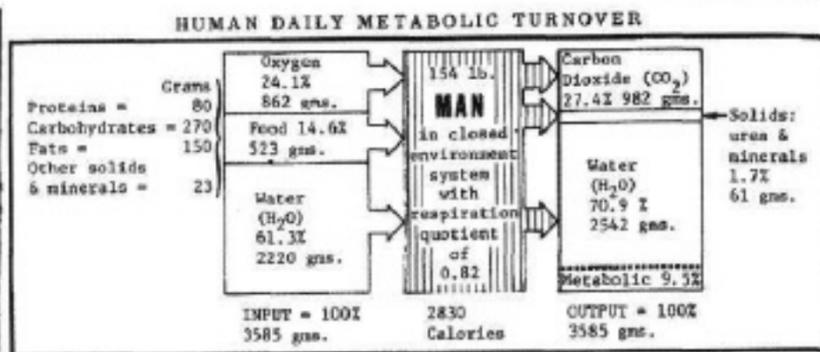 HUMAN DAILY METABOLIC TURNOVER
Grams
Proteins = 80
Carbohydrates = 270
Fats = 150
Other solids
& minerals = 23
Oxygen
24.1%
862 gms.
Food 14.6%
523 gms.
Water
(H2O)
61.3%
2220 gms.
INPUT = 100%
3585 gms.
154 lb.
MAN
in closed
environment
system
with
respiration
quotient
of
0.82
2830
Calories
Carbon
Dioxide (CO2)
27.4% 982 gms.
Water
(H2O)
70.9 %
2542 gms.
Metabolic 9.5%
OUTPUT = 100%
3585 gms.
Solids:
urea &
minerals
1.7%
61 gms.